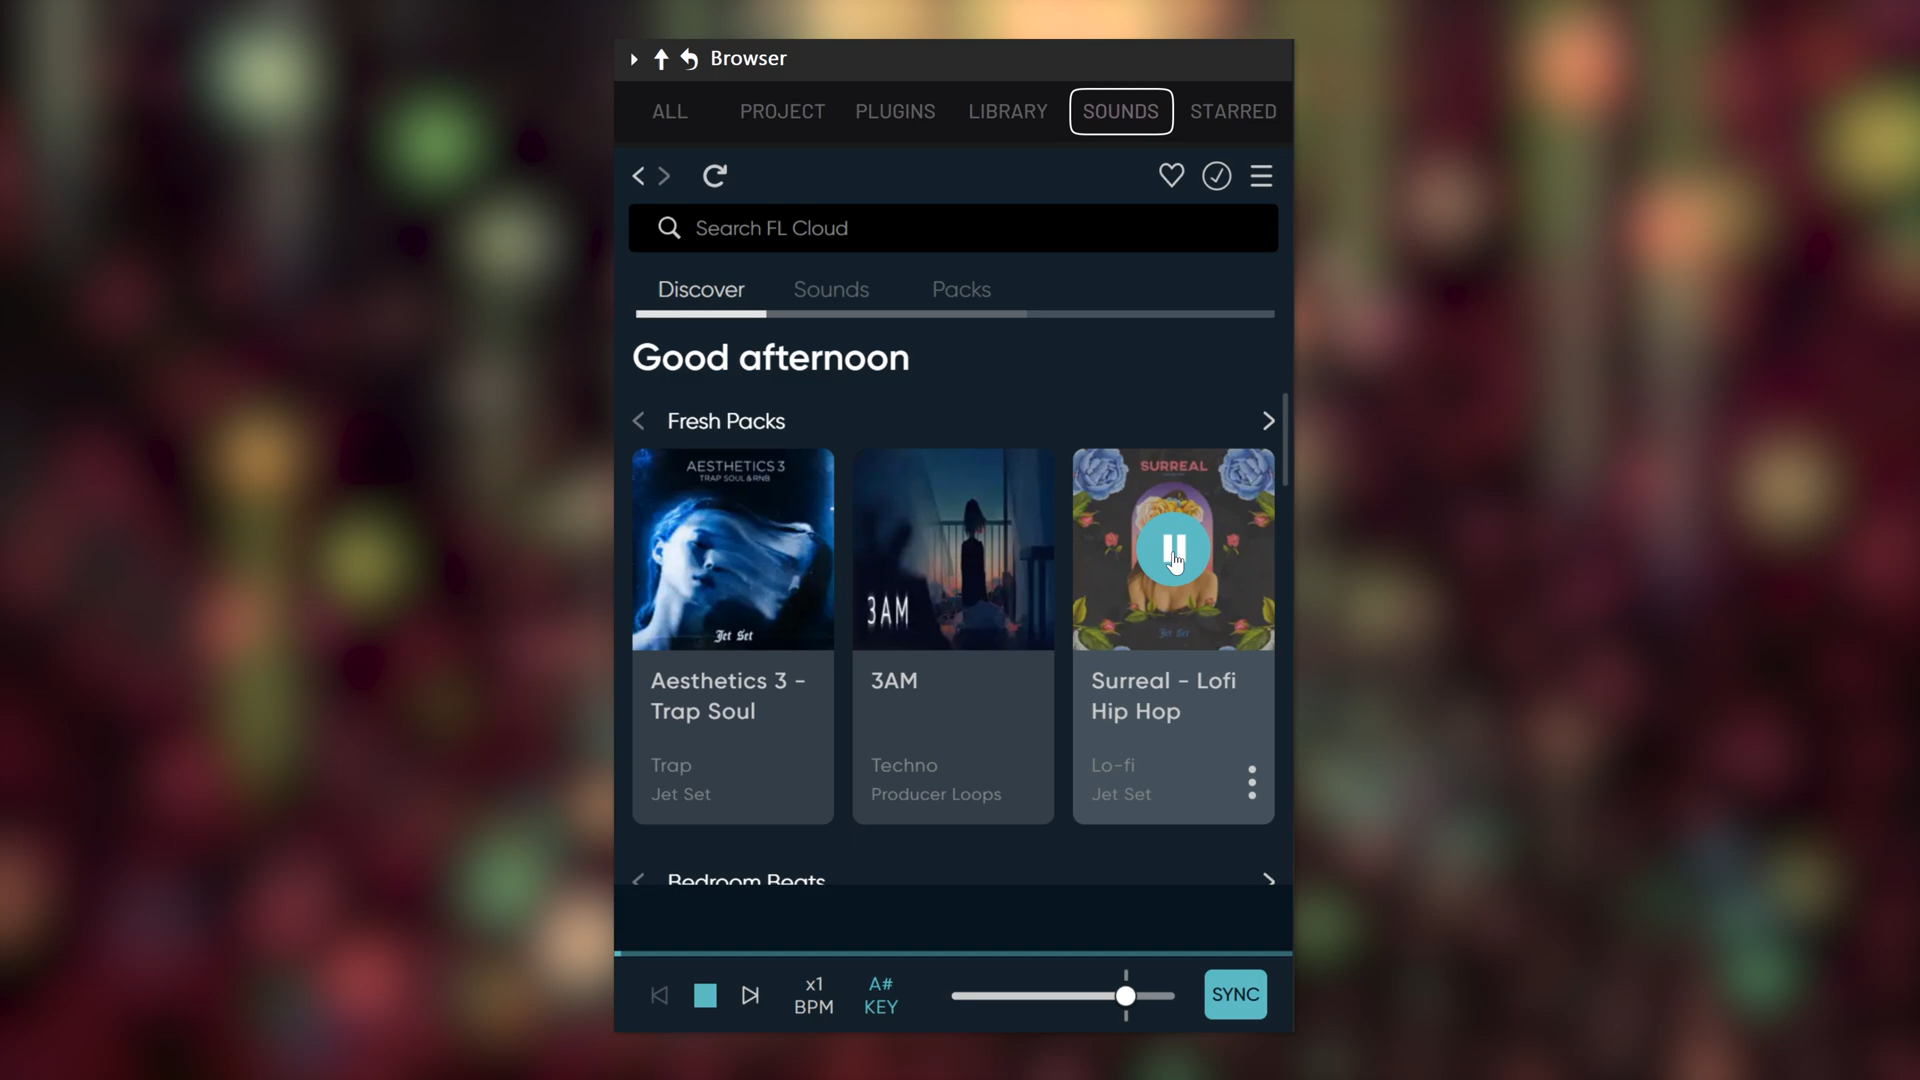 Browser
ALL PROJECT PLUGINS LIBRARY SOUNDS STARRED
Search FL Cloud
Discover Sounds Packs
Good afternoon
Fresh Packs
AESTHETICS 3
TRAP SOUL & RNB
Jet Set
3AM
SURREAL
Jet Set
Aesthetics 3 -
Trap Soul
Trap
Jet Set
3AM
Techno
Producer Loops
Surreal - Lofi
Hip Hop
Lo-fi
Jet Set
Bedroom Beats
x1
BPM
A#
KEY
SYNC